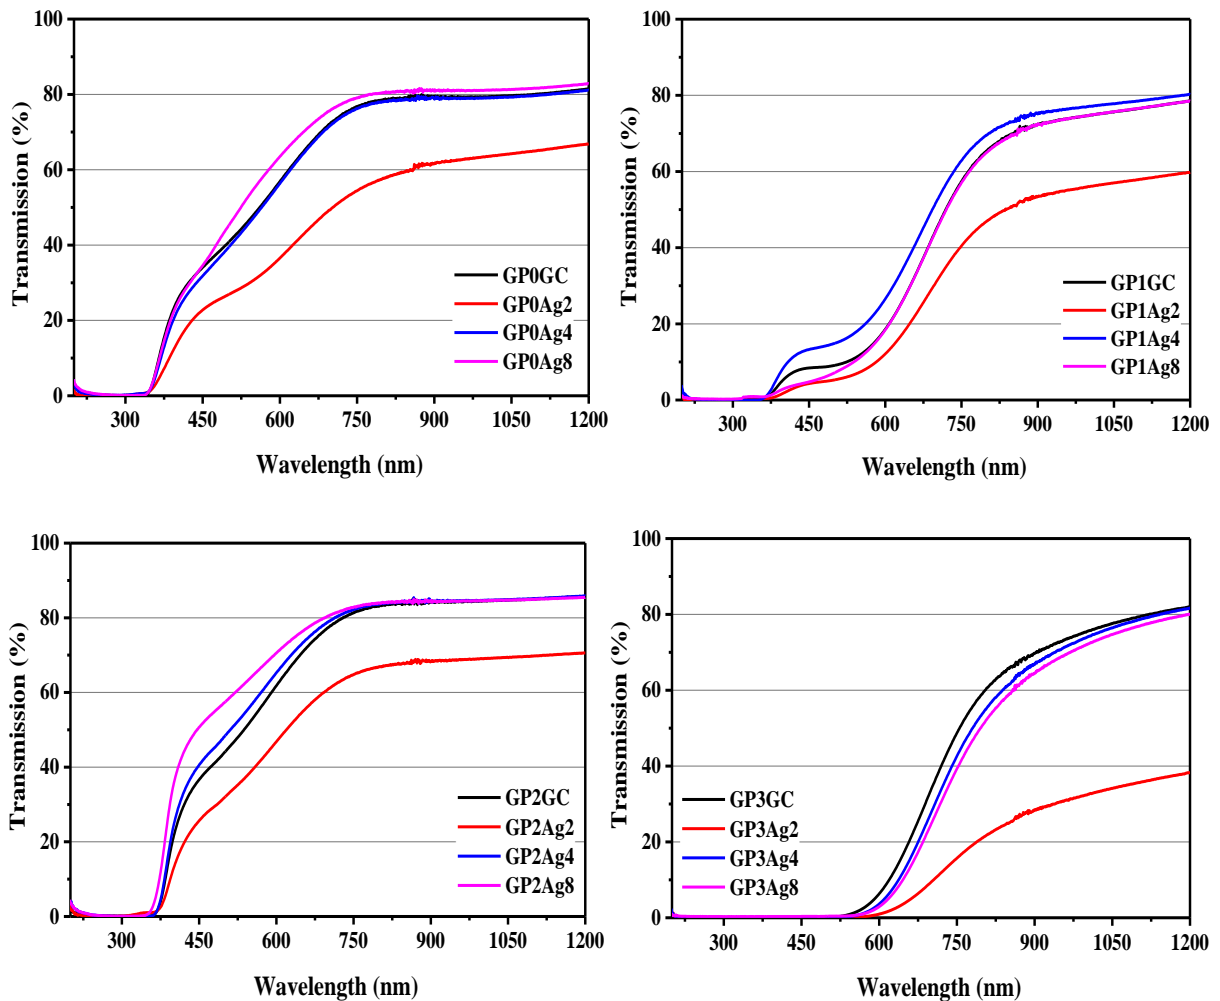 100
80
60
40
20
0
Transmission (%)
GP0GC
GP0Ag2
GP0Ag4
GP0Ag8
300 450 600 750 900 1050 1200
Wavelength (nm)
100
80
60
40
20
0
Transmission (%)
GP1GC
GP1Ag2
GP1Ag4
GP1Ag8
300 450 600 750 900 1050 1200
Wavelength (nm)
100
80
60
40
20
0
Transmission (%)
GP2GC
GP2Ag2
GP2Ag4
GP2Ag8
300 450 600 750 900 1050 1200
Wavelength (nm)
100
80
60
40
20
0
Transmission (%)
GP3GC
GP3Ag2
GP3Ag4
GP3Ag8
300 450 600 750 900 1050 1200
Wavelength (nm)